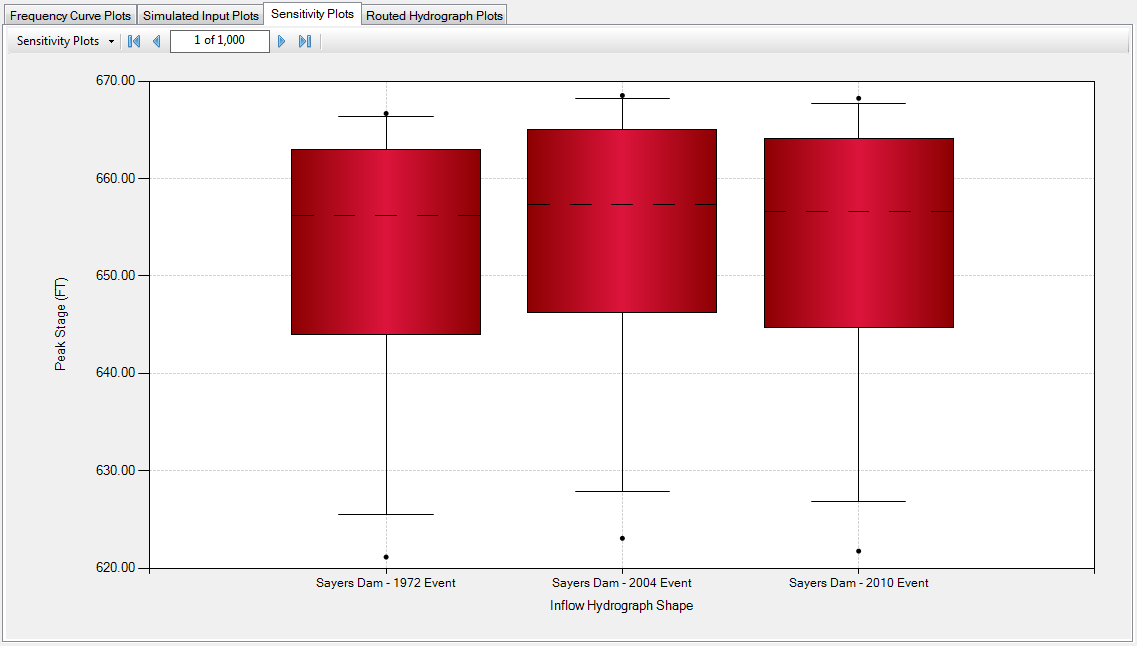 Frequency Curve Plots Simulated Input Plots Sensitivity Plots Routed Hydrograph Plots
Sensitivity Plots 1 of 1,000
670.00
660.00
650.00
640.00
630.00
620.00
Peak Stage (FT)
Sayers Dam - 1972 Event Sayers Dam - 2004 Event Sayers Dam - 2010 Event
Inflow Hydrograph Shape